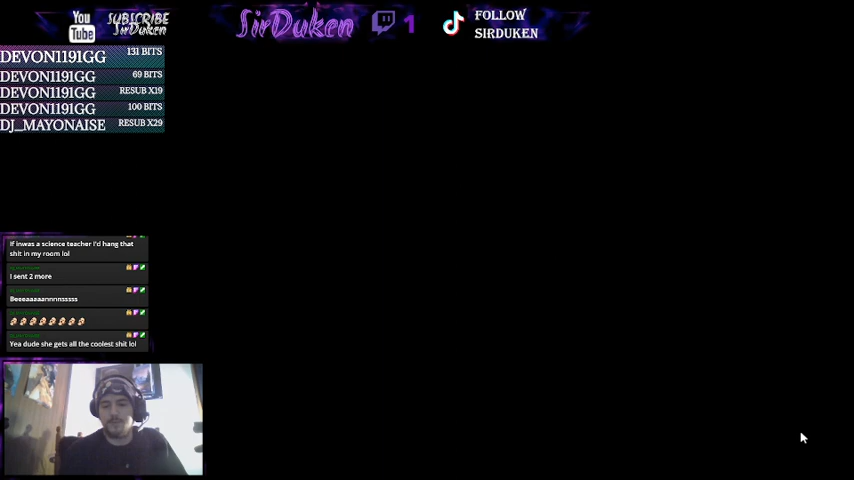 You
Tube
SUBSCRIBE
SirDuken
SirDuken
1
FOLLOW
SIRDUKEN
DEVON1191GG 131 BITS
DEVON1191GG 69 BITS
DEVON1191GG RESUB X19
DEVON1191GG 100 BITS
DJ_MAYONAISE RESUB X29
If inwas a science teacher I'd hang that
shit in my room lol
I sent 2 more
Beeeaaaaannnnsssss
Yea dude she gets all the coolest shit lol